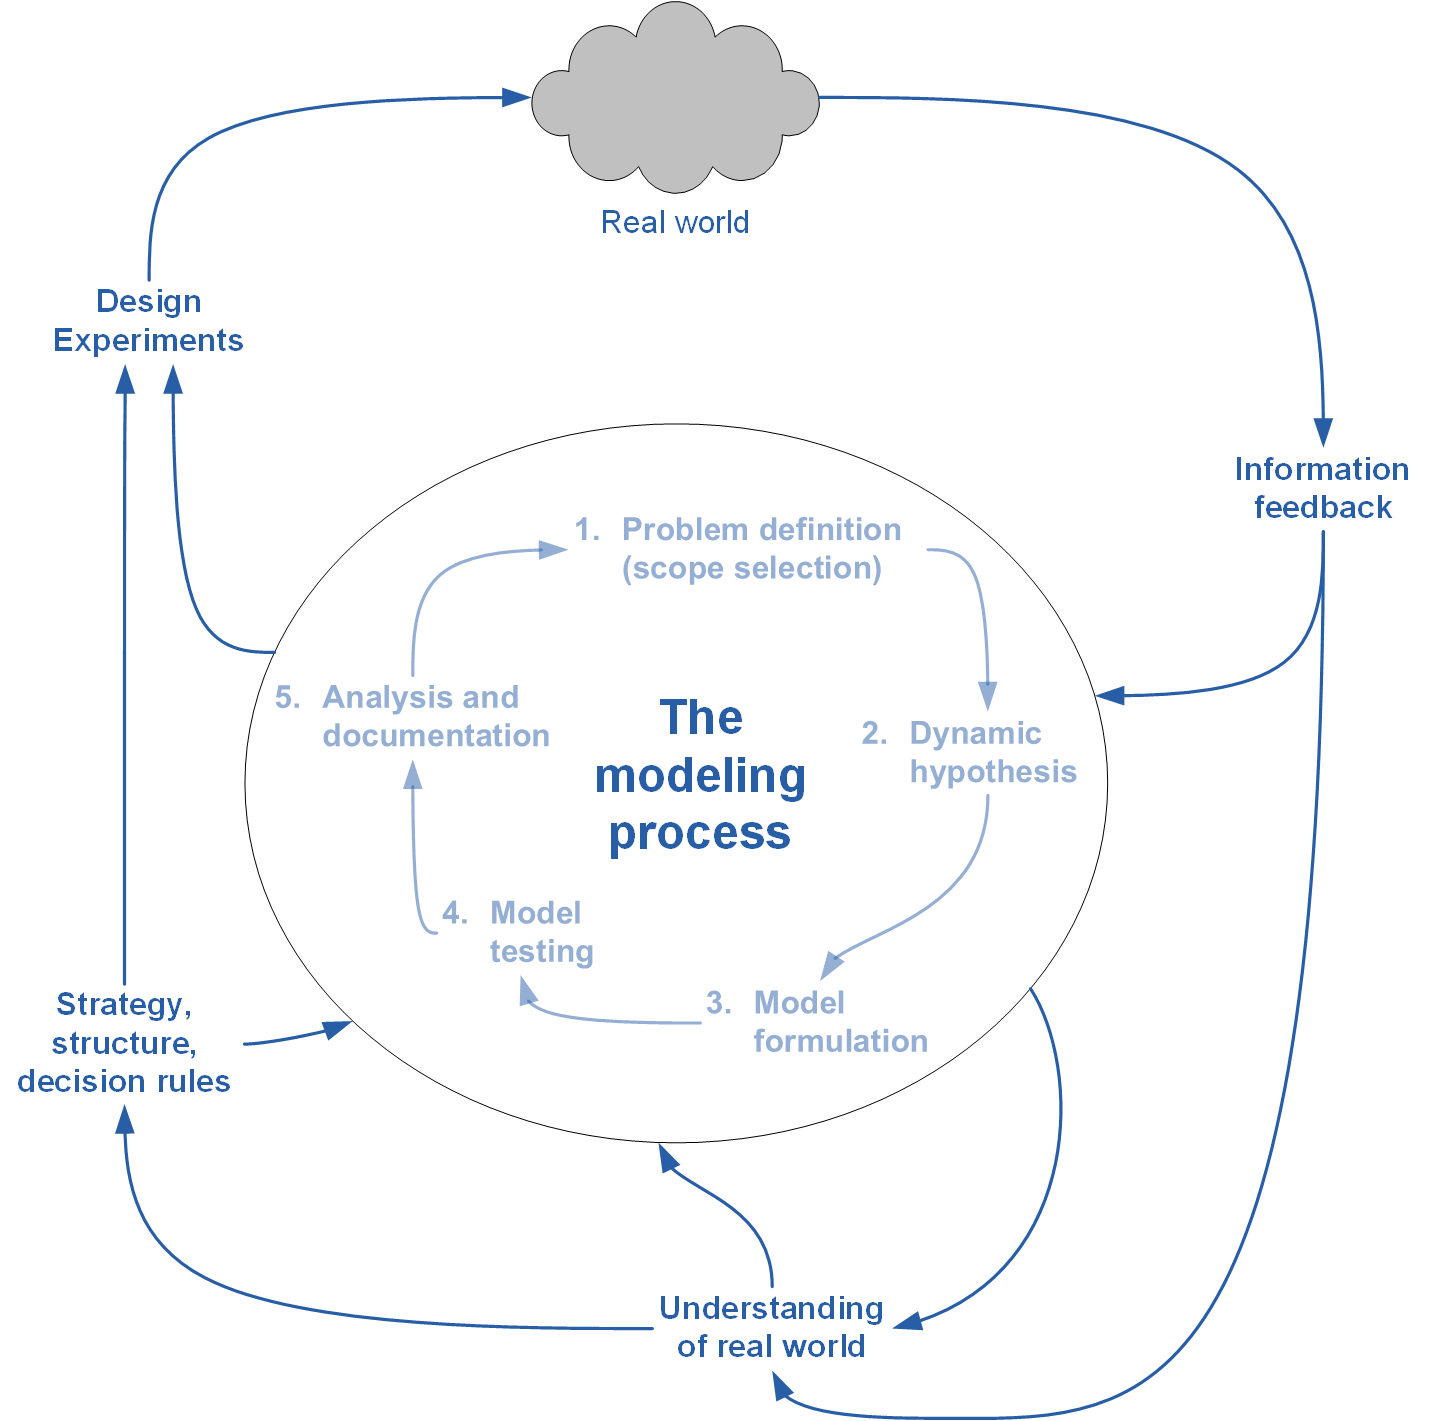 Real world
Design
Experiments
Information
feedback
1. Problem definition
(scope selection)
5. Analysis and
documentation
The
modeling
process
2. Dynamic
hypothesis
4. Model
testing
3. Model
formulation
Strategy,
structure,
decision rules
Understanding
of real world